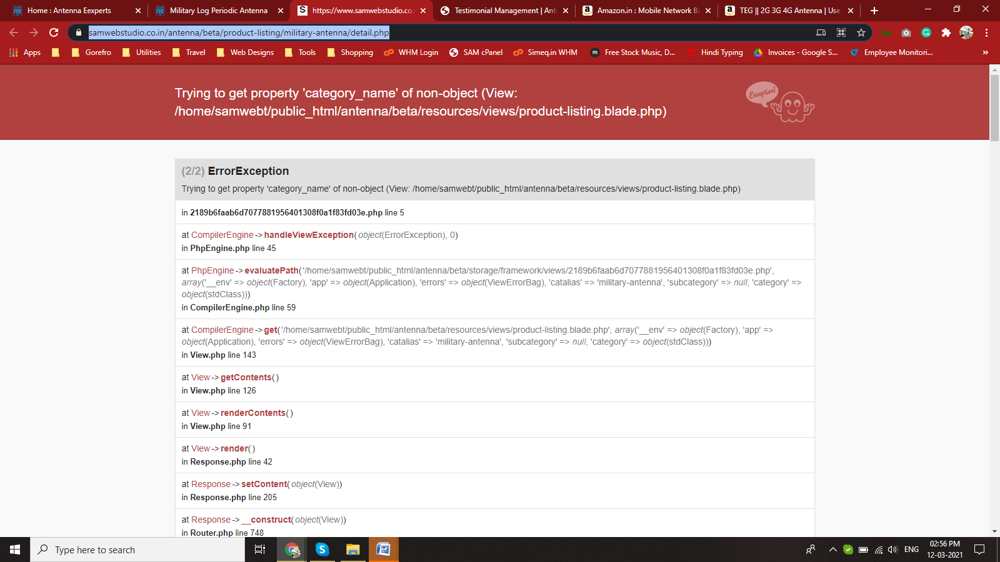 Home : Antenna Eexperts
Military Log Periodic Antenna
https://www.samwebstudio.co.
Testimonial Management | Ant
Amazon.in : Mobile Network Bo
TEG || 2G 3G 4G Antenna | Use
samwebstudio.co.in/antenna/beta/product-listing/military-antenna/detail.php
Apps
Gorefro
Utilities
Travel
Web Designs
Tools
Shopping
WHM Login
SAM cPanel
Simeq.in WHM
Free Stock Music, D...
Hindi Typing
Invoices - Google S...
Employee Monitori...
»
Trying to get property 'category_name' of non-object (View:
/home/samwebt/public_html/antenna/beta/resources/views/product-listing.blade.php)
Exception!
(2/2) ErrorException
Trying to get property 'category_name' of non-object (View: /home/samwebt/public_html/antenna/beta/resources/views/product-listing.blade.php)
in 2189b6faab6d7077881956401308f0a1f83fd03e.php line 5
at CompilerEngine->handleViewException(object(ErrorException), 0)
in PhpEngine.php line 45
at PhpEngine->evaluatePath('/home/samwebt/public_html/antenna/beta/storage/framework/views/2189b6faab6d7077881956401308f0a1f83fd03e.php',
array('__env' => object(Factory), 'app' => object(Application), 'errors' => object(ViewErrorBag), 'catalias' => 'military-antenna', 'subcategory' => null, 'category' =>
object(stdClass)))
in CompilerEngine.php line 59
at CompilerEngine->get('/home/samwebt/public_html/antenna/beta/resources/views/product-listing.blade.php', array('__env' => object(Factory), 'app' =>
object(Application), 'errors' => object(ViewErrorBag), 'catalias' => 'military-antenna', 'subcategory' => null, 'category' => object(stdClass)))
in View.php line 143
at View->getContents()
in View.php line 126
at View->renderContents()
in View.php line 91
at View->render()
in Response.php line 42
at Response->setContent(object(View))
in Response.php line 205
at Response->__construct(object(View))
in Router.php line 748
Type here to search
ENG
02:56 PM
12-03-2021